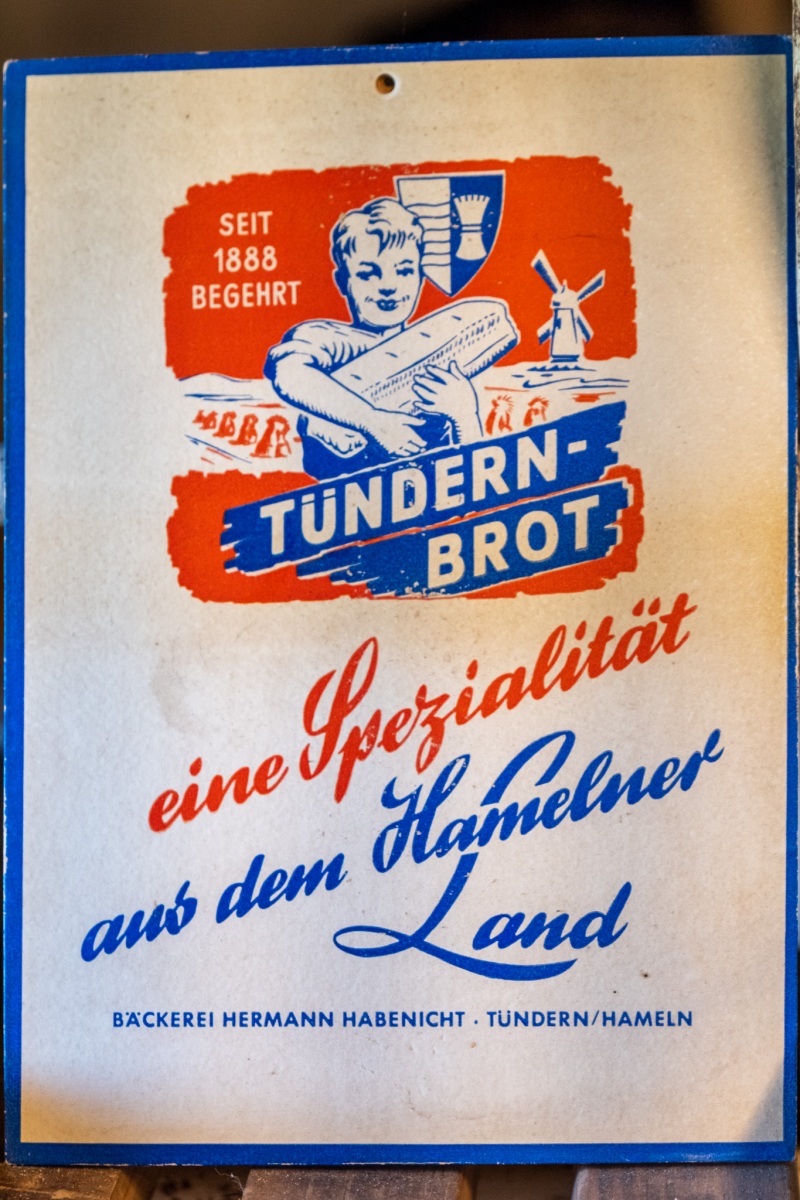 SEIT
1888
BEGEHRT
TÜNDERN-
BROT
eine Spezialität
aus dem Hamelner
Land
BÄCKEREI HERMANN HABENICHT · TÜNDERN/HAMELN